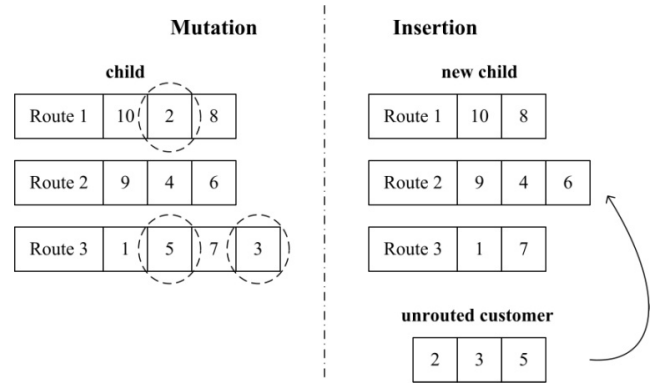 Mutation
child
Route 1 10 2 8
Route 2 9 4 6
Route 3 1 5 7 3
Insertion
new child
Route 1 10 8
Route 2 9 4 6
Route 3 1 7
unrouted customer
2 3 5